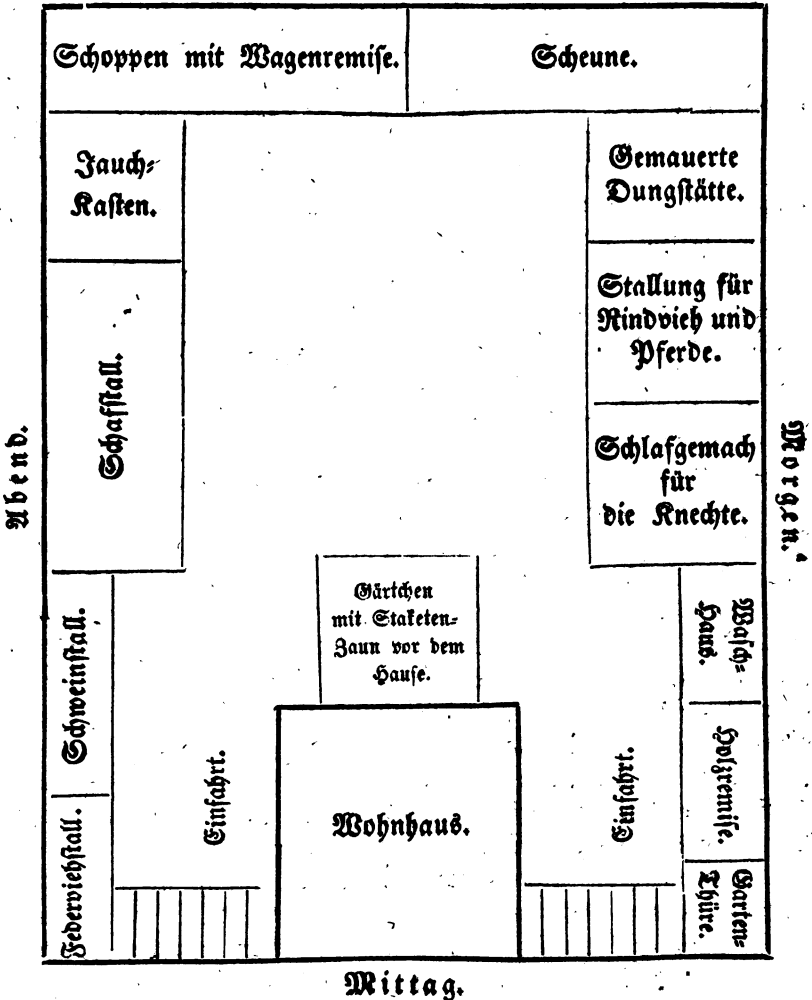 Schoppen mit Wagenremise.
Scheune.
Jauch-
Kasten.
Gemauerte
Dungstätte.
Stallung für
Rindvieh und
Pferde.
Schafstall.
Schlafgemach
für
die Knechte.
Abend.
Morgen.
Gärtchen
mit Staketen-
Zaun vor dem
Hause.
Schweinstall.
Wasch-
Haus.
Einfahrt.
Wohnhaus.
Einfahrt.
Holzremise.
Federviehstall.
Garten-
Thüre.
Mittag.